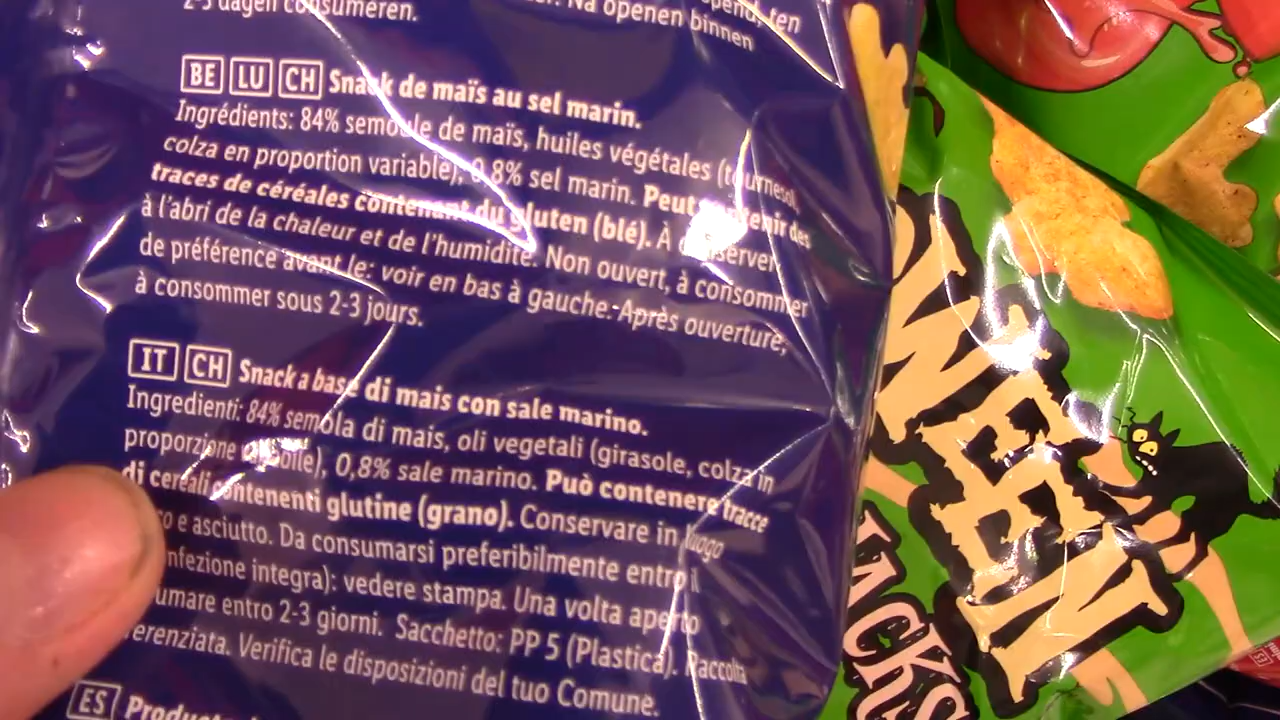 2-3 dagen consumeren.
Na openen binnen
BE LU CH Snack de maïs au sel marin.
Ingrédients: 84% semoule de maïs, huiles végétales (tournesol,
colza en proportion variable), 0,8% sel marin. Peut contenir des
traces de céréales contenant du gluten (blé). À conserver
à l'abri de la chaleur et de l'humidité. Non ouvert, à consommer
de préférence avant le: voir en bas à gauche. Après ouverture,
à consommer sous 2-3 jours.
IT CH Snack a base di mais con sale marino.
Ingredienti: 84% semola di mais, oli vegetali (girasole, colza in
proporzione variabile), 0,8% sale marino. Può contenere tracce
di cereali contenenti glutine (grano). Conservare in luogo
e asciutto. Da consumarsi preferibilmente entro il
(confezione integra): vedere stampa. Una volta aperto
entro 2-3 giorni. Sacchetto: PP 5 (Plastica). Raccolta
Verifica le disposizioni del tuo Comune.
ES
WEEN